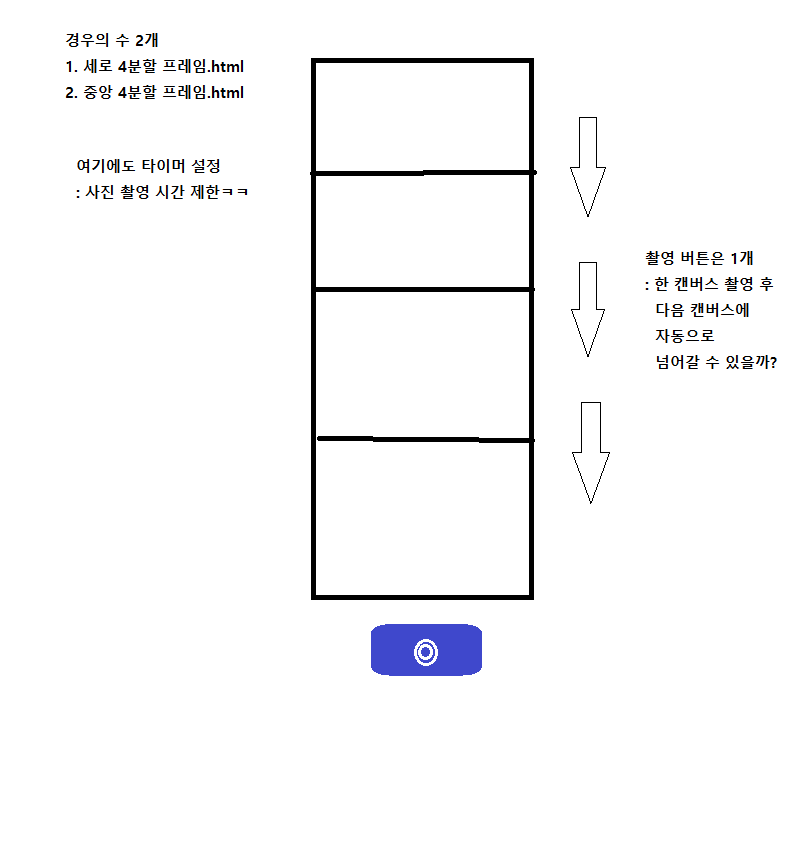 경우의 수 2개
1. 세로 4분할 프레임.html
2. 중앙 4분할 프레임.html
여기에도 타이머 설정
: 사진 촬영 시간 제한ㅋㅋ
촬영 버튼은 1개
: 한 캔버스 촬영 후
다음 캔버스에
자동으로
넘어갈 수 있을까?